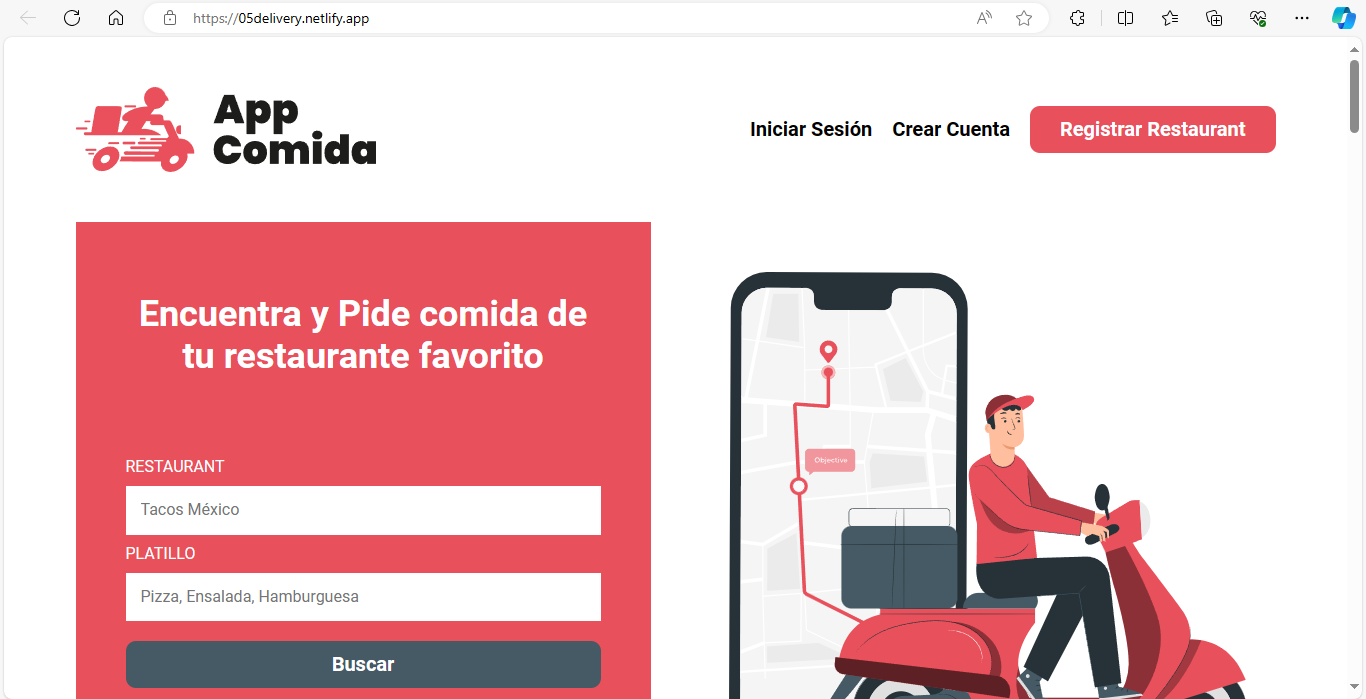 https://05delivery.netlify.app
App
Comida
Iniciar Sesión
Crear Cuenta
Registrar Restaurant
Encuentra y Pide comida de
tu restaurante favorito
RESTAURANT
Tacos México
PLATILLO
Pizza, Ensalada, Hamburguesa
Buscar
Objective